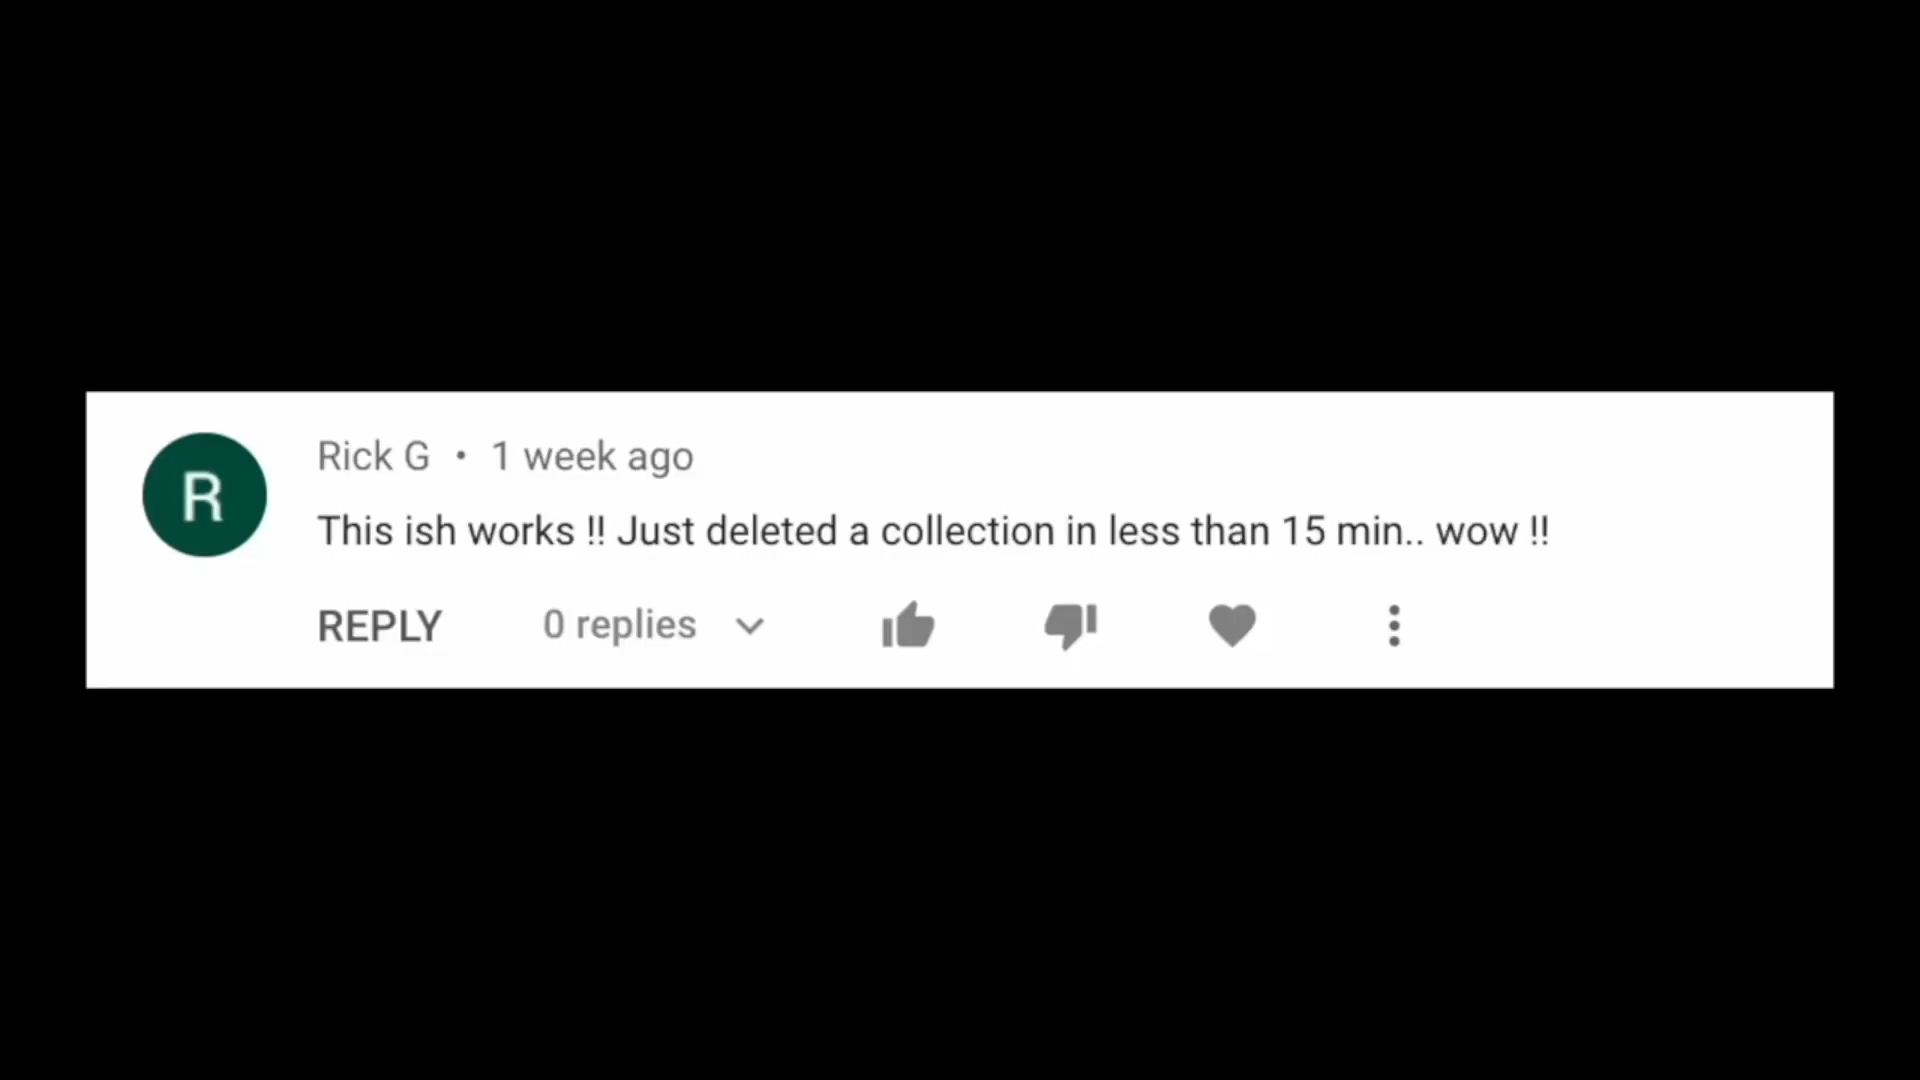 R
Rick G • 1 week ago
This ish works !! Just deleted a collection in less than 15 min.. wow !!
REPLY 0 replies